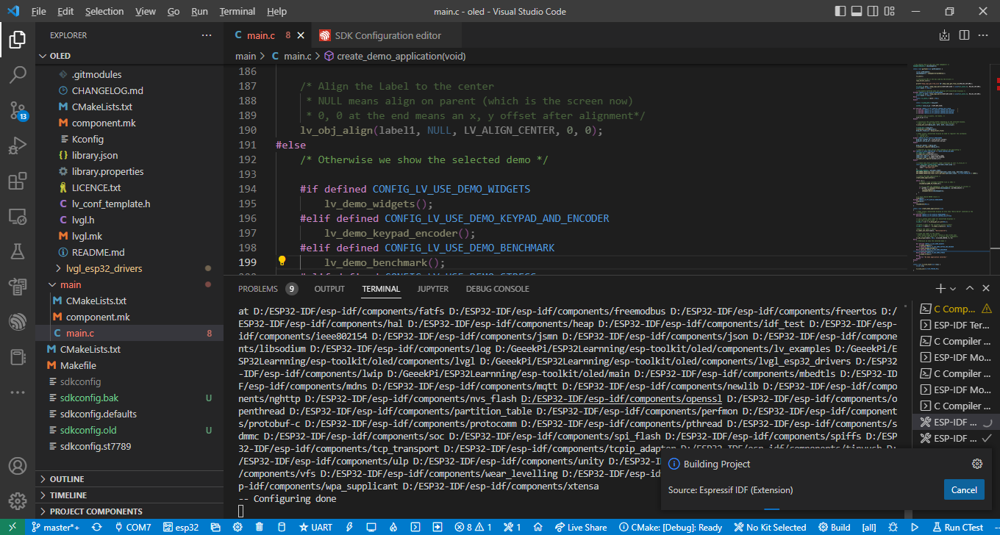 File Edit Selection View Go Run Terminal Help
main.c - oled - Visual Studio Code
EXPLORER
OLED
.gitmodules
CHANGELOG.md
CMakeLists.txt
component.mk
Kconfig
library.json
library.properties
LICENCE.txt
lv_conf_template.h
lvgl.h
lvgl.mk
README.md
lvgl_esp32_drivers
main
CMakeLists.txt
component.mk
main.c 8
CMakeLists.txt
Makefile
sdkconfig
sdkconfig.bak U
sdkconfig.defaults
sdkconfig.old U
sdkconfig.st7789
OUTLINE
TIMELINE
PROJECT COMPONENTS
13
main.c 8
SDK Configuration editor
main > C main.c > create_demo_application(void)
186
187 /* Align the Label to the center
188 * NULL means align on parent (which is the screen now)
189 * 0, 0 at the end means an x, y offset after alignment*/
190 lv_obj_align(label1, NULL, LV_ALIGN_CENTER, 0, 0);
191 #else
192 /* Otherwise we show the selected demo */
193
194 #if defined CONFIG_LV_USE_DEMO_WIDGETS
195 lv_demo_widgets();
196 #elif defined CONFIG_LV_USE_DEMO_KEYPAD_AND_ENCODER
197 lv_demo_keypad_encoder();
198 #elif defined CONFIG_LV_USE_DEMO_BENCHMARK
199 lv_demo_benchmark();
PROBLEMS 9 OUTPUT TERMINAL JUPYTER DEBUG CONSOLE
at D:/ESP32-IDF/esp-idf/components/fatfs D:/ESP32-IDF/esp-idf/components/freemodbus D:/ESP32-IDF/esp-idf/components/freertos D:/
ESP32-IDF/esp-idf/components/hal D:/ESP32-IDF/esp-idf/components/heap D:/ESP32-IDF/esp-idf/components/idf_test D:/ESP32-IDF/esp-
idf/components/ieee802154 D:/ESP32-IDF/esp-idf/components/jsmn D:/ESP32-IDF/esp-idf/components/json D:/ESP32-IDF/esp-idf/compone
nts/libsodium D:/ESP32-IDF/esp-idf/components/log D:/GeeekPi/ESP32Learnning/esp-toolkit/oled/components/lv_examples D:/GeeekPi/E
SP32Learnning/esp-toolkit/oled/components/lvgl D:/GeeekPi/ESP32Learnning/esp-toolkit/oled/components/lvgl_esp32_drivers D:/ESP32
-IDF/esp-idf/components/lwip D:/GeeekPi/ESP32Learnning/esp-toolkit/oled/main D:/ESP32-IDF/esp-idf/components/mbedtls D:/ESP32-ID
F/esp-idf/components/mdns D:/ESP32-IDF/esp-idf/components/mqtt D:/ESP32-IDF/esp-idf/components/newlib D:/ESP32-IDF/esp-idf/compo
nents/nghttp D:/ESP32-IDF/esp-idf/components/nvs_flash D:/ESP32-IDF/esp-idf/components/openssl D:/ESP32-IDF/esp-idf/components/o
penthread D:/ESP32-IDF/esp-idf/components/partition_table D:/ESP32-IDF/esp-idf/components/perfmon D:/ESP32-IDF/esp-idf/component
s/protobuf-c D:/ESP32-IDF/esp-idf/components/protocomm D:/ESP32-IDF/esp-idf/components/pthread D:/ESP32-IDF/esp-idf/components/s
dmmc D:/ESP32-IDF/esp-idf/components/soc D:/ESP32-IDF/esp-idf/components/spi_flash D:/ESP32-IDF/esp-idf/components/spiffs D:/ESP
32-IDF/esp-idf/components/tcp_transport D:/ESP32-IDF/esp-idf/components/tcpip_adapter D:/ESP32-IDF/esp-idf/components/tinyusb D:
/ESP32-IDF/esp-idf/components/ulp D:/ESP32-IDF/esp-idf/components/unity D:/ESP32-I
/components/vfs D:/ESP32-IDF/esp-idf/components/wear_levelling D:/ESP32-IDF/esp-id
p-idf/components/wpa_supplicant D:/ESP32-IDF/esp-idf/components/xtensa
-- Configuring done
C Comp...
ESP-IDF Ter...
C Compiler ...
ESP-IDF Mo...
C Compiler ...
ESP-IDF Mo...
C Compiler ...
ESP-IDF ...
ESP-IDF ...
Building Project
Source: Espressif IDF (Extension)
Cancel
master*+ COM7 esp32 UART 8 1 1 Live Share CMake: [Debug]: Ready No Kit Selected Build [all] Run CTest